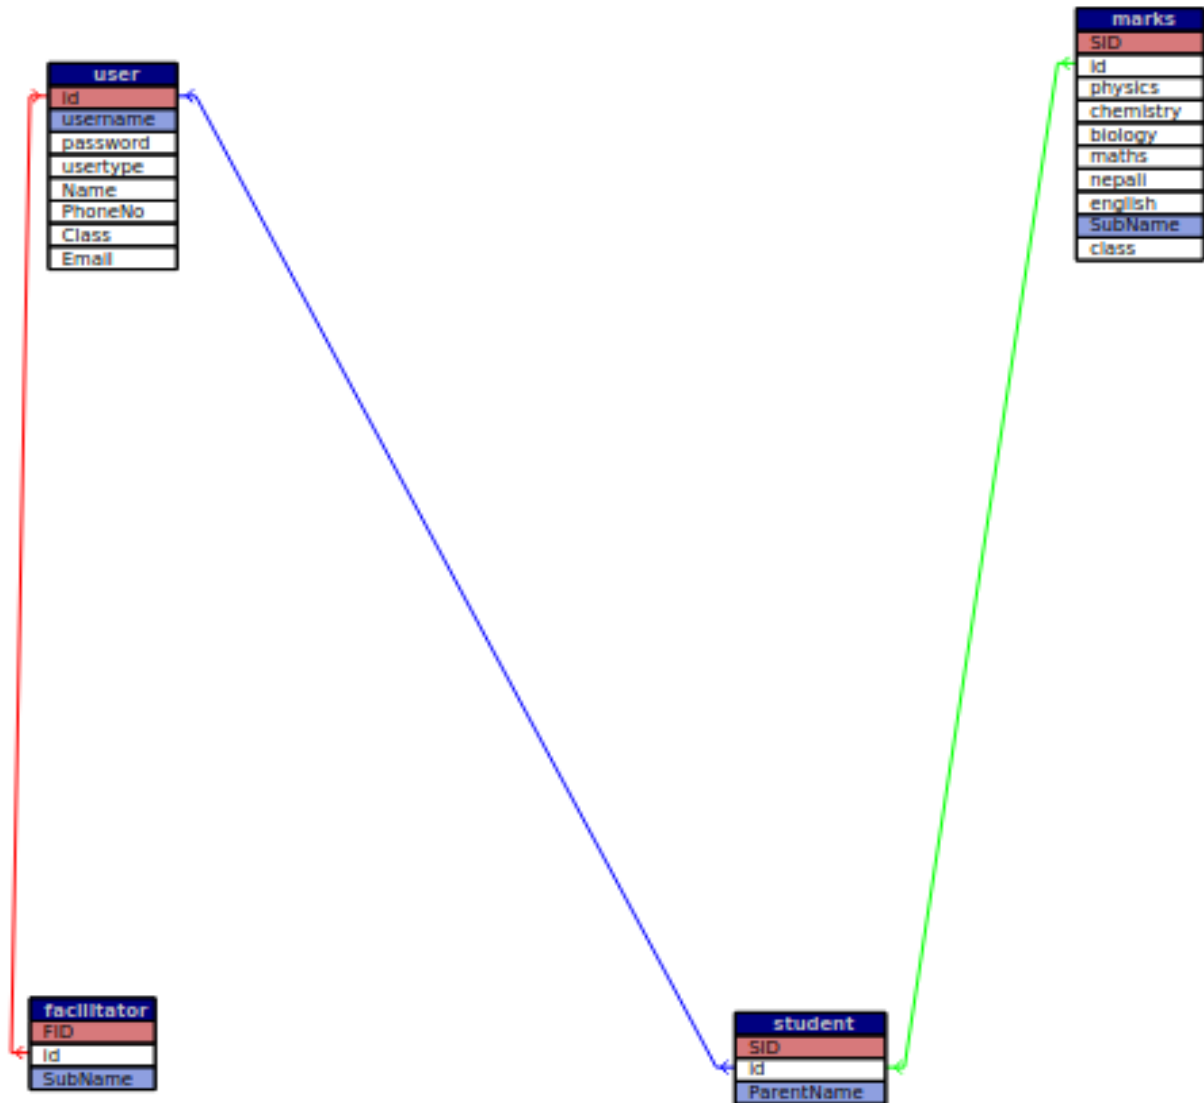 user
id
username
password
usertype
Name
PhoneNo
Class
Email
marks
SID
id
physics
chemistry
biology
maths
nepali
english
SubName
class
facilitator
FID
id
SubName
student
SID
id
ParentName